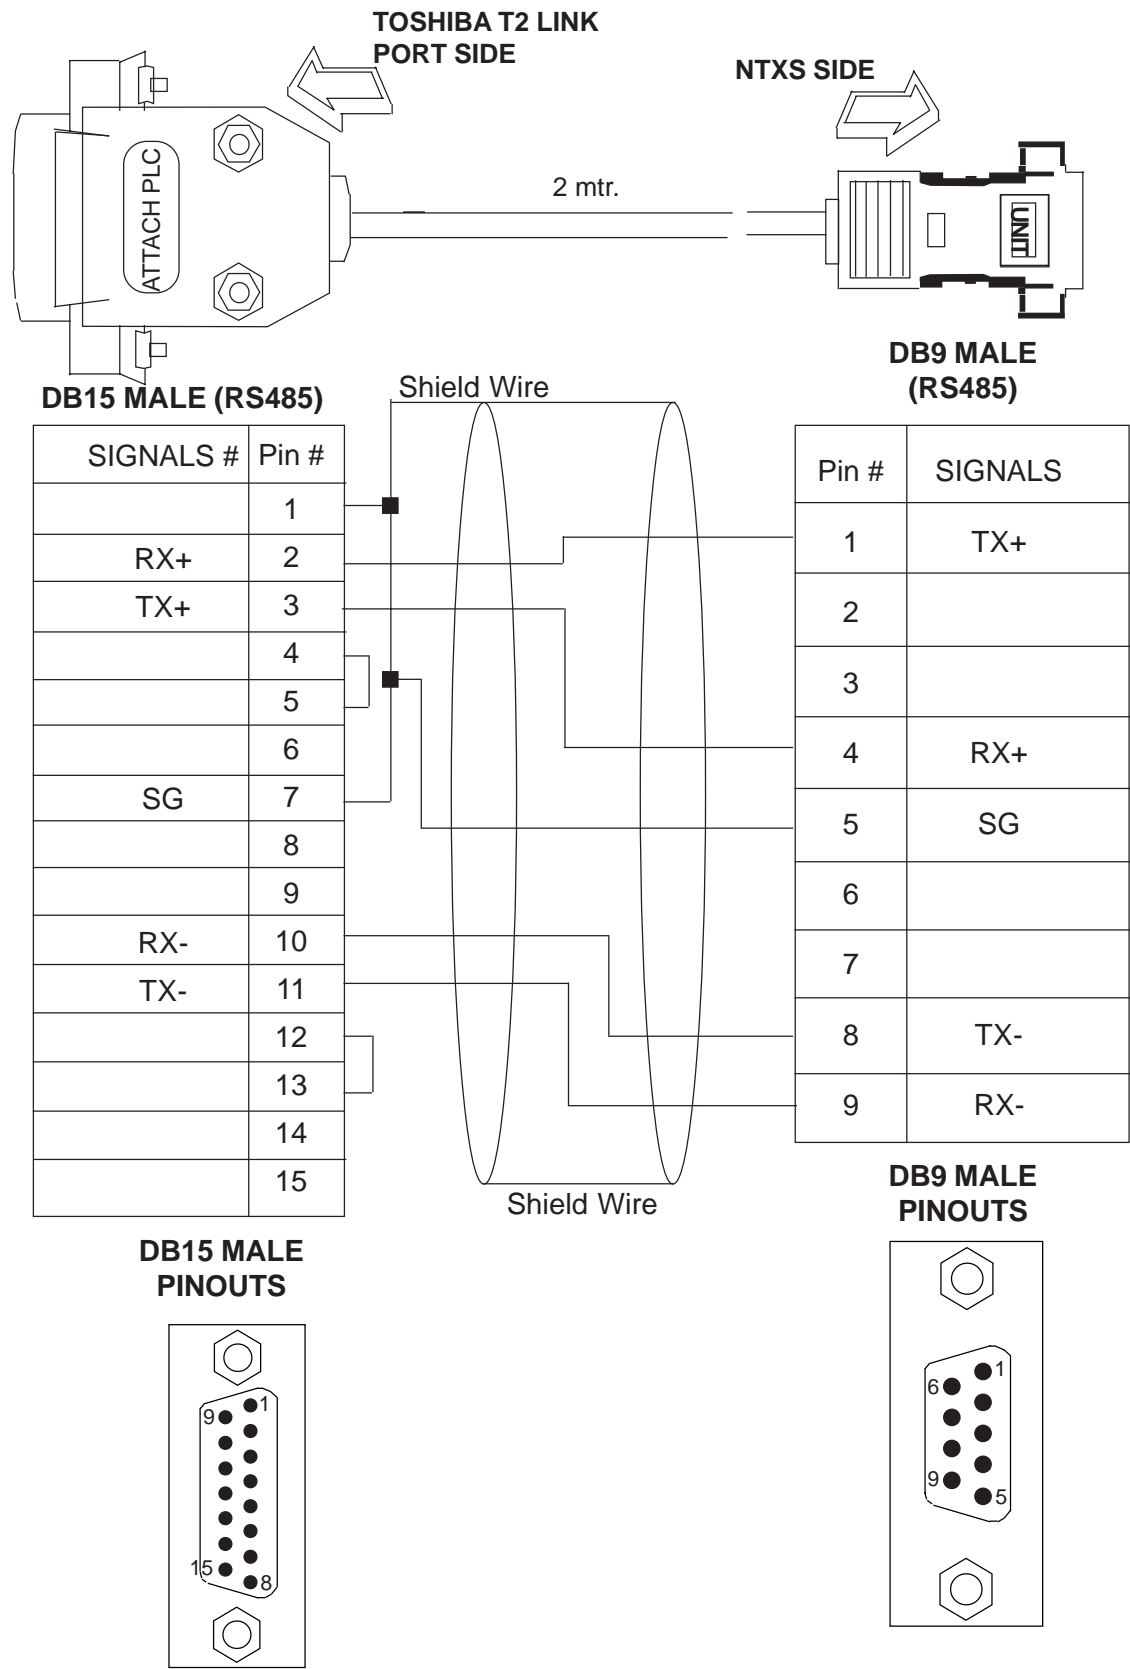 TOSHIBA T2 LINK
PORT SIDE
NTXS SIDE
ATTACH PLC
2 mtr.
UNIT
DB9 MALE
(RS485)
DB15 MALE (RS485)
Shield Wire
SIGNALS # Pin #
1
RX+ 2
TX+ 3
4
5
6
SG 7
8
9
RX- 10
TX- 11
12
13
14
15
Pin # SIGNALS
1 TX+
2
3
4 RX+
5 SG
6
7
8 TX-
9 RX-
Shield Wire
DB9 MALE
PINOUTS
DB15 MALE
PINOUTS
1
9
15
8
1
6
9
5